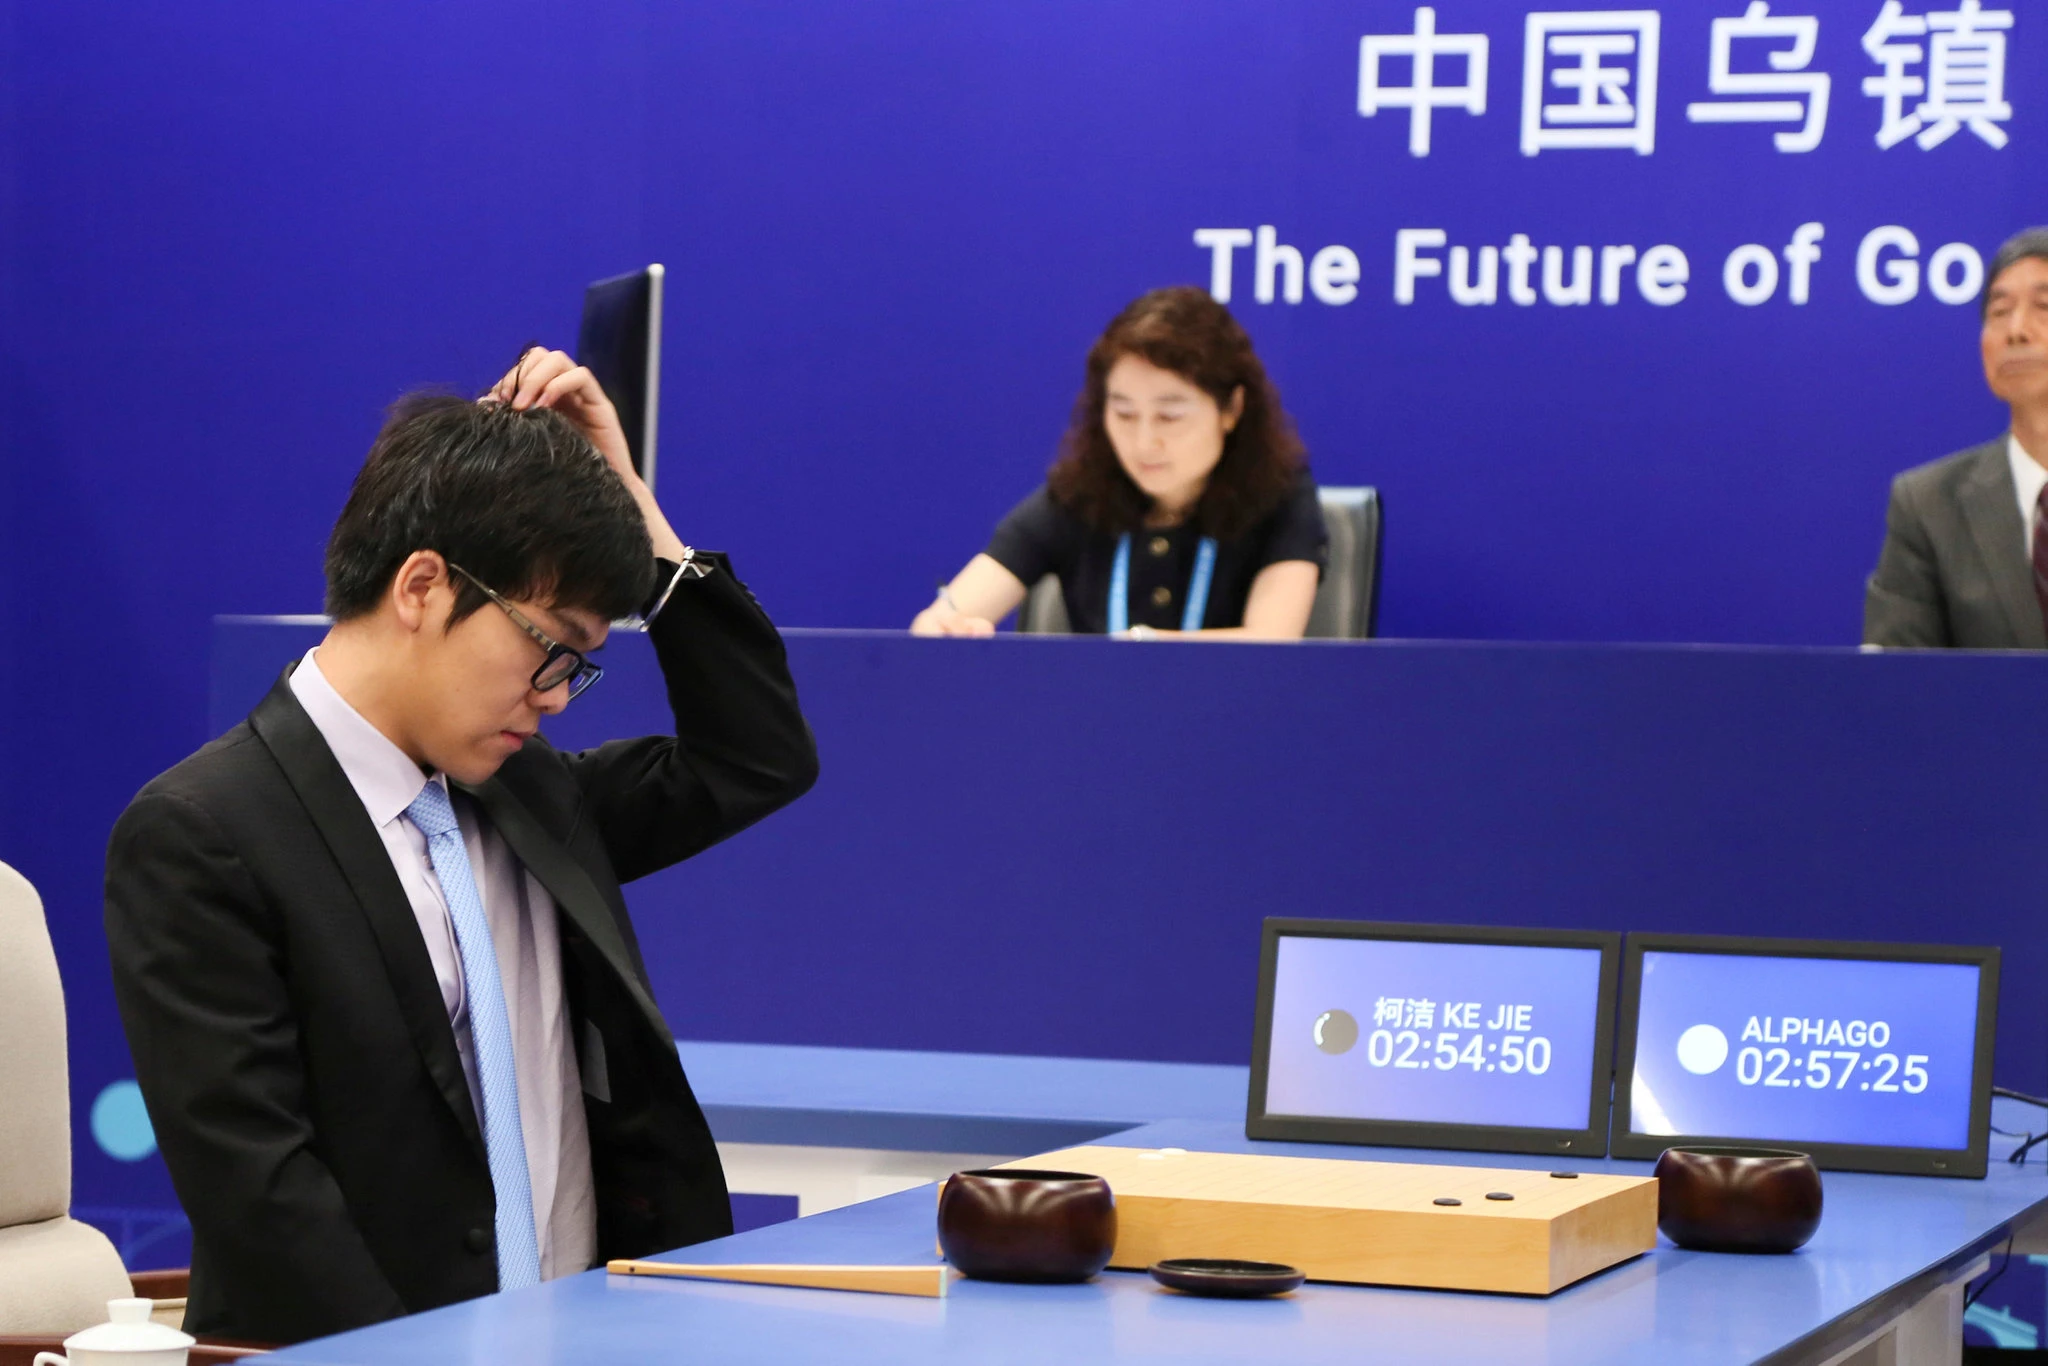 中国乌镇
The Future of Go
柯洁 KE JIE
02:54:50
ALPHAGO
02:57:25